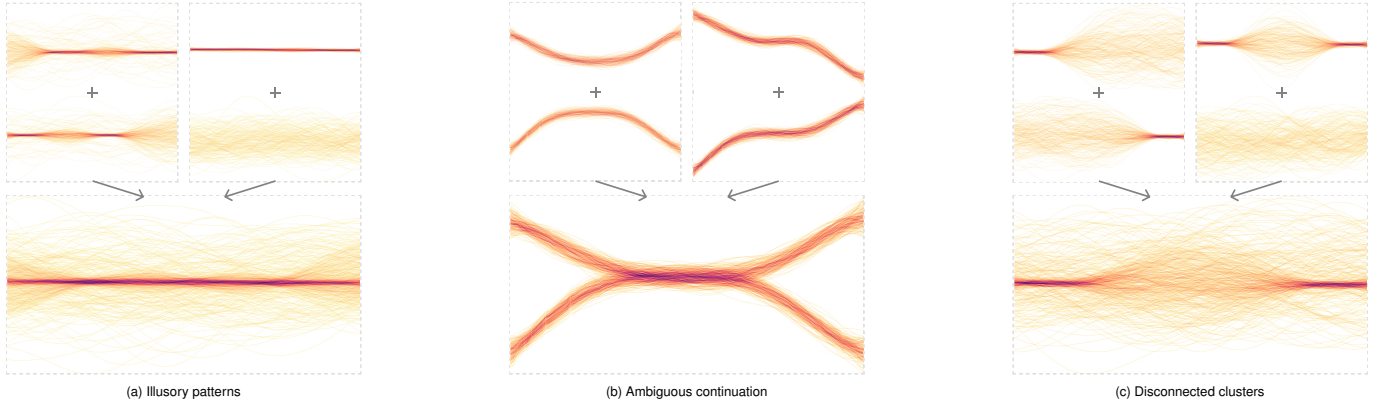 (a) Illusory patterns
(b) Ambiguous continuation
(c) Disconnected clusters